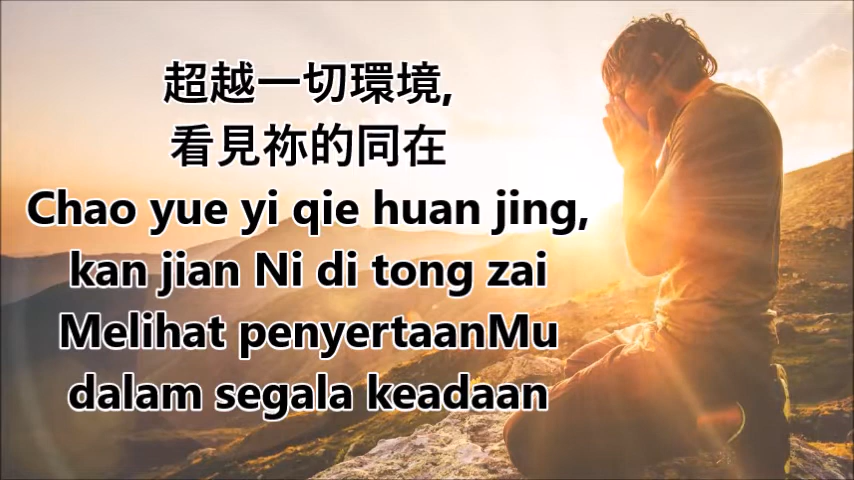 超越一切環境,
看見祢的同在
Chao yue yi qie huan jing,
kan jian Ni di tong zai
Melihat penyertaanMu
dalam segala keadaan